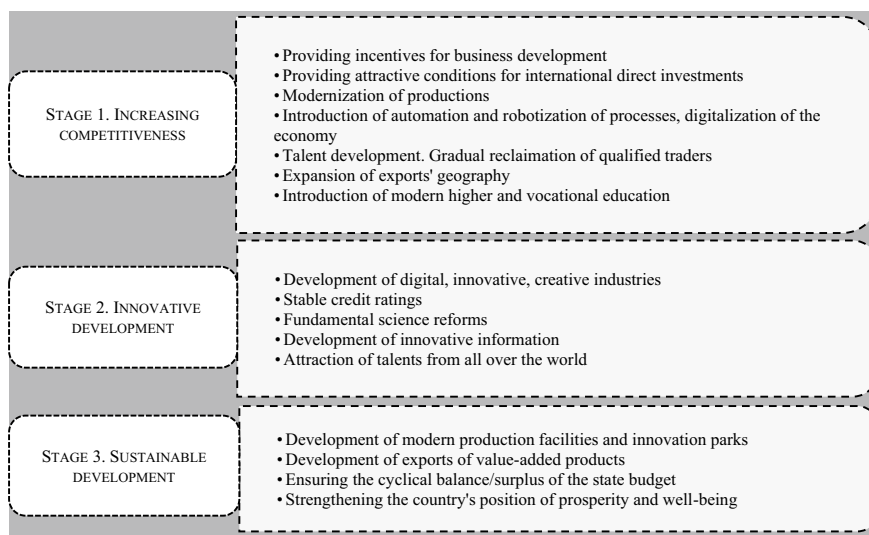 STAGE 1. INCREASING
COMPETITIVENESS
• Providing incentives for business development
• Providing attractive conditions for international direct investments
• Modernization of productions
• Introduction of automation and robotization of processes, digitalization of the
economy
• Talent development. Gradual reclaimation of qualified traders
• Expansion of exports' geography
• Introduction of modern higher and vocational education
STAGE 2. INNOVATIVE
DEVELOPMENT
• Development of digital, innovative, creative industries
• Stable credit ratings
• Fundamental science reforms
• Development of innovative information
• Attraction of talents from all over the world
STAGE 3. SUSTAINABLE
DEVELOPMENT
• Development of modern production facilities and innovation parks
• Development of exports of value-added products
• Ensuring the cyclical balance/surplus of the state budget
• Strengthening the country's position of prosperity and well-being